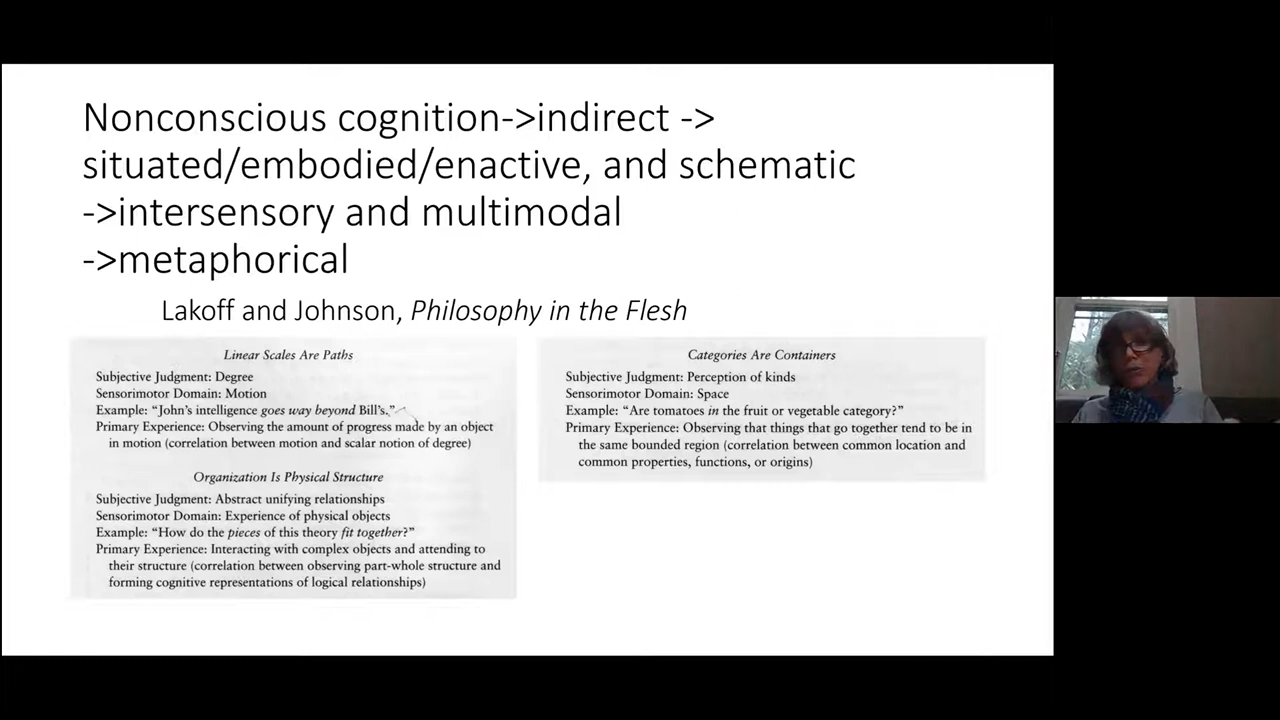 Nonconscious cognition->indirect ->
situated/embodied/enactive, and schematic
->intersensory and multimodal
->metaphorical
Lakoff and Johnson, Philosophy in the Flesh
Linear Scales Are Paths
Subjective Judgment: Degree
Sensorimotor Domain: Motion
Example: “John’s intelligence goes way beyond Bill’s.”
Primary Experience: Observing the amount of progress made by an object
in motion (correlation between motion and scalar notion of degree)
Organization Is Physical Structure
Subjective Judgment: Abstract unifying relationships
Sensorimotor Domain: Experience of physical objects
Example: “How do the pieces of this theory fit together?”
Primary Experience: Interacting with complex objects and attending to
their structure (correlation between observing part-whole structure and
forming cognitive representations of logical relationships)
Categories Are Containers
Subjective Judgment: Perception of kinds
Sensorimotor Domain: Space
Example: “Are tomatoes in the fruit or vegetable category?”
Primary Experience: Observing that things that go together tend to be in
the same bounded region (correlation between common location and
common properties, functions, or origins)